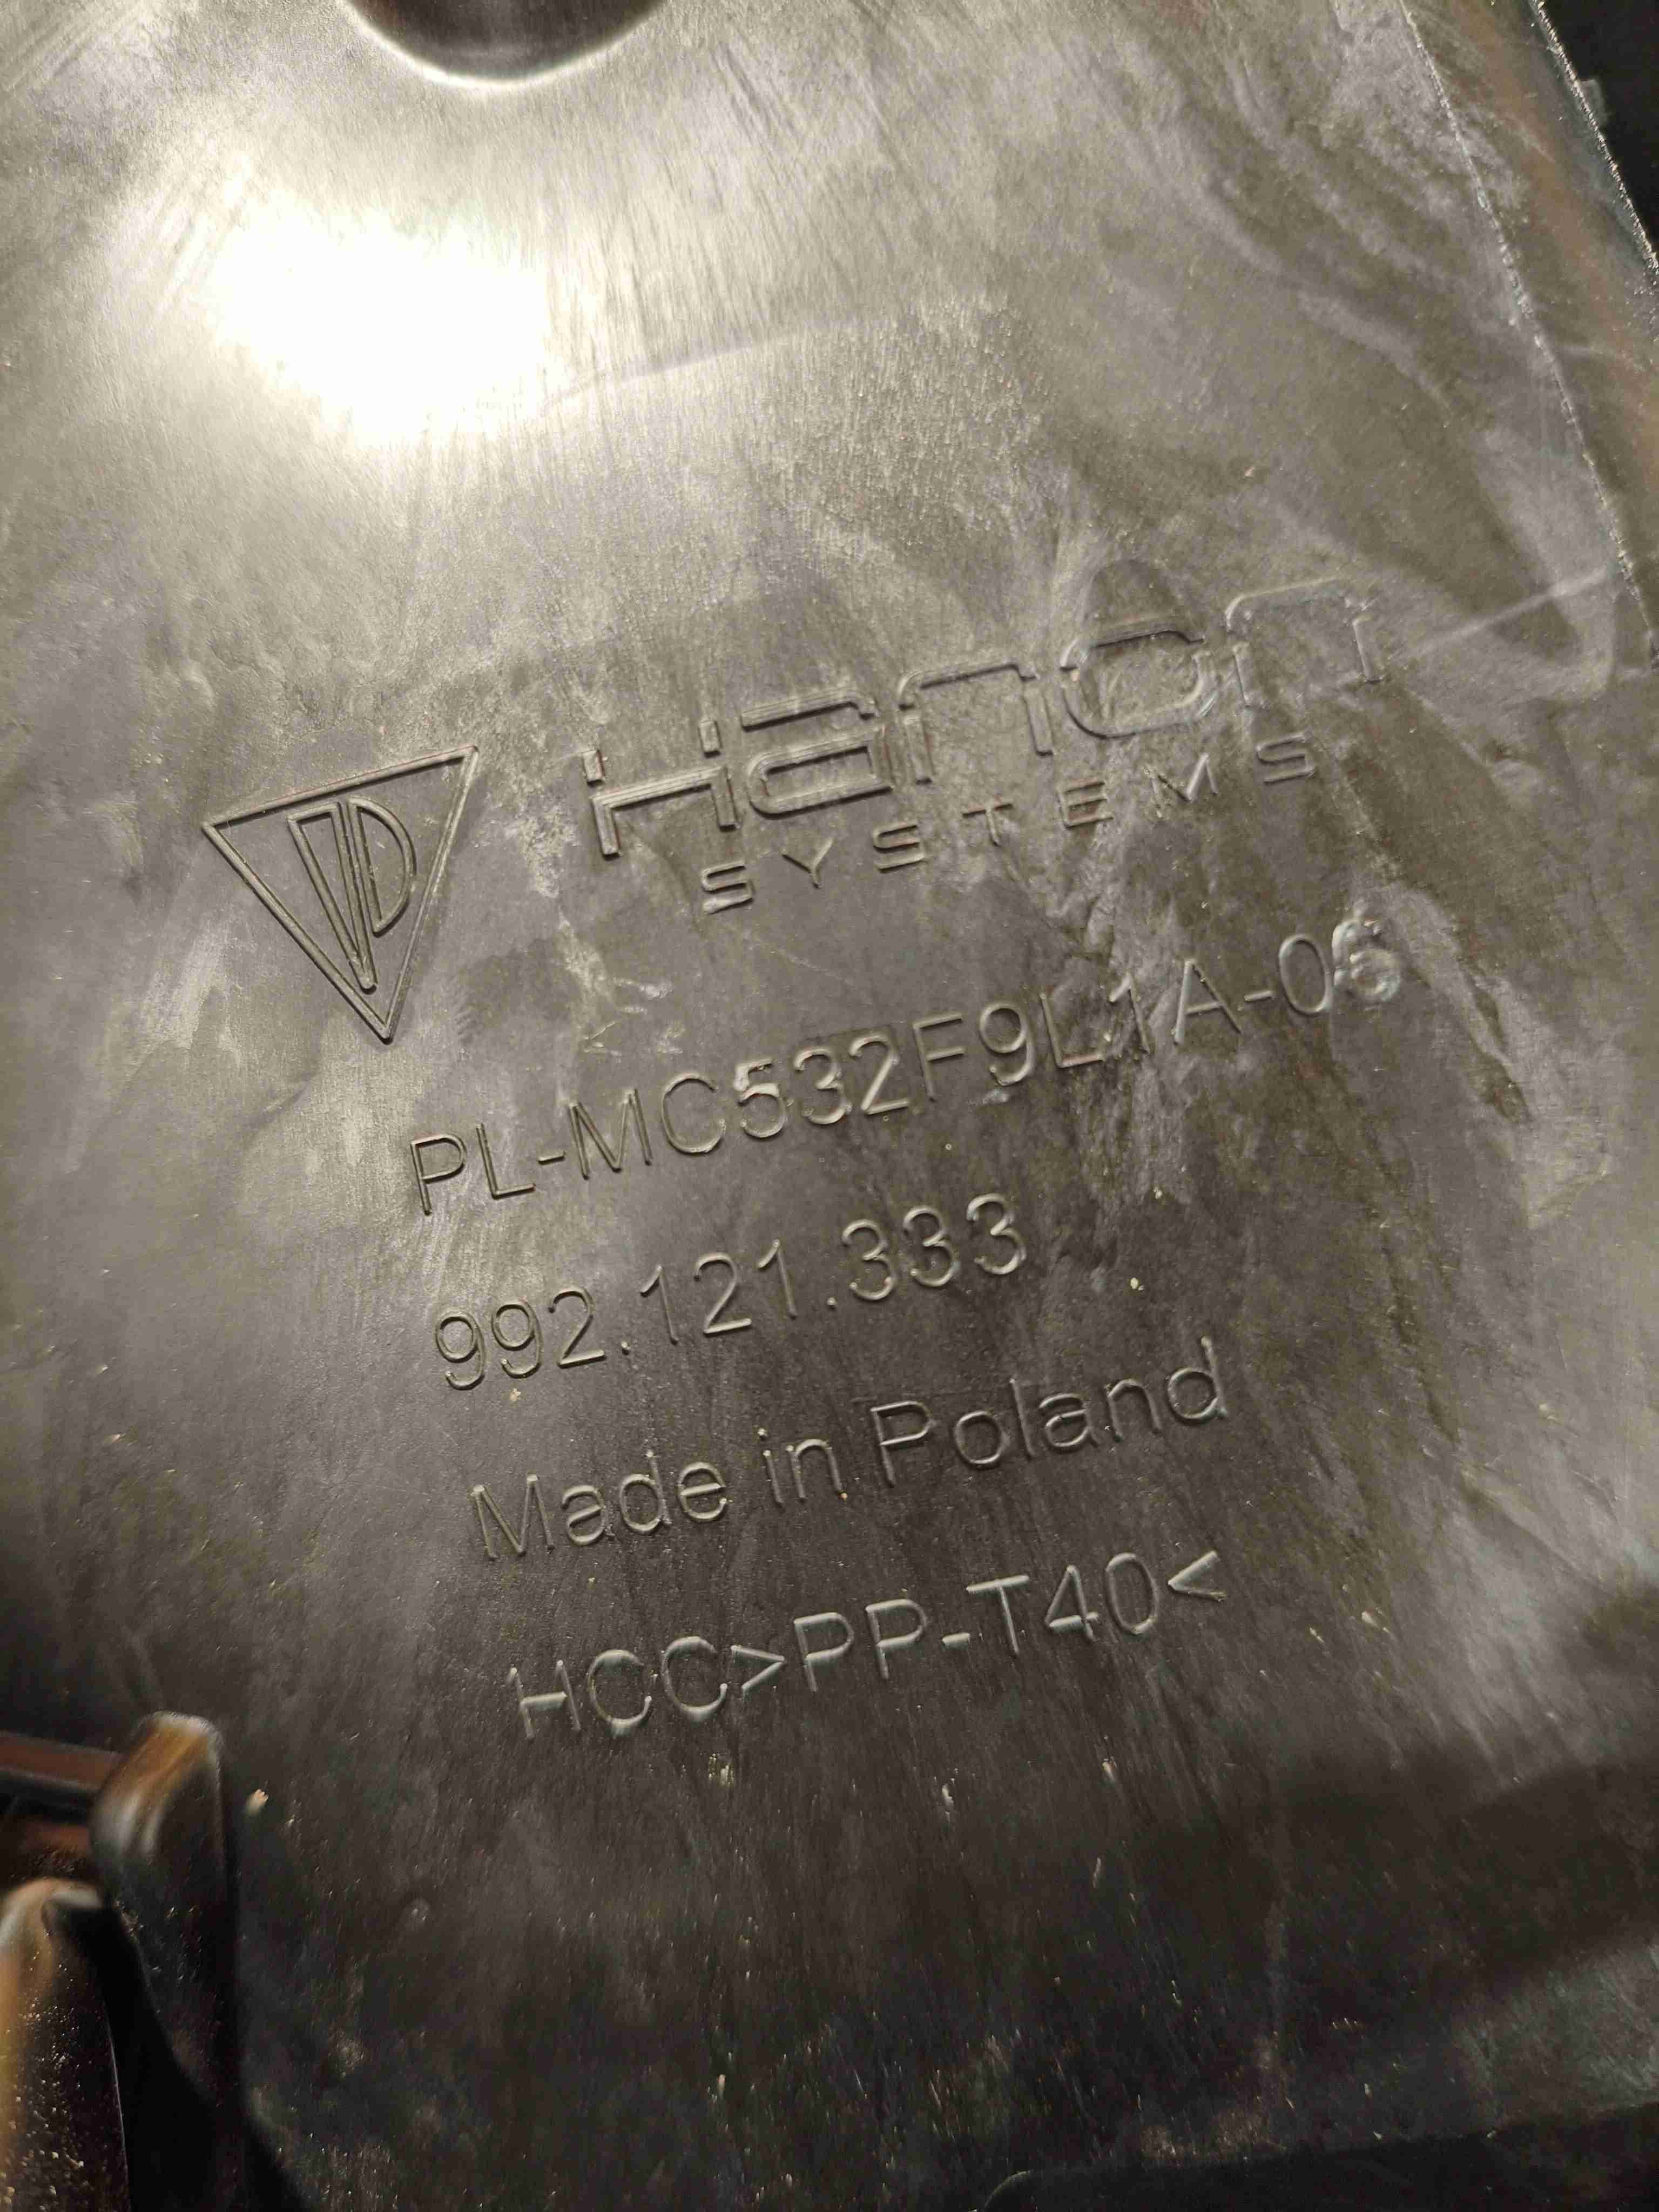 Hanon
SYSTEMS
PL-MC532F9L1A-06
992.121.333
Made in Poland
HCC>PP-T40<